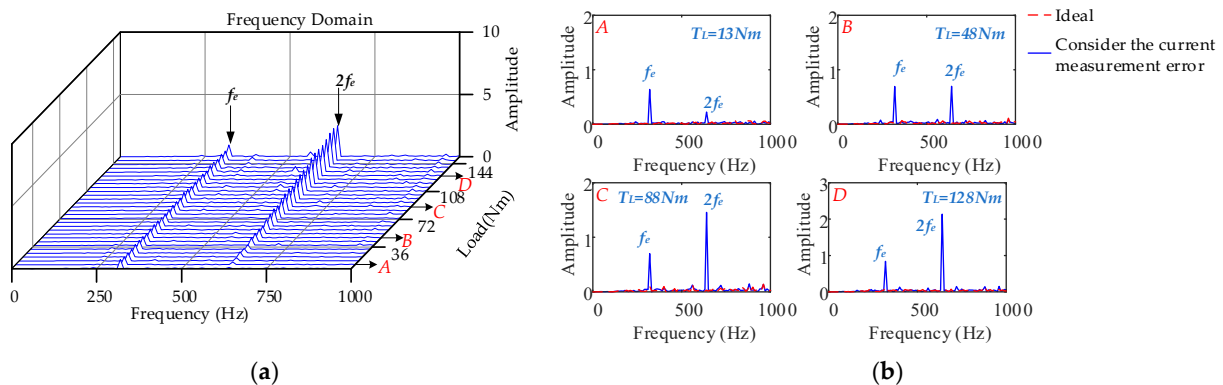 Frequency Domain
10
5
0
Amplitude
fe
2fe
144
D
108
C
72
B
36
A
Load(Nm)
0
250
500
750
1000
Frequency (Hz)
(a)
A
TL=13Nm
fe
2fe
2
1
0
Amplitude
0
500
1000
Frequency (Hz)
B
TL=48Nm
fe
2fe
2
1
0
Amplitude
0
500
1000
Frequency (Hz)
C
TL=88Nm
fe
2fe
2
1
0
Amplitude
0
500
1000
Frequency (Hz)
D
TL=128Nm
fe
2fe
3
2
1
0
Amplitude
0
500
1000
Frequency (Hz)
(b)
Ideal
Consider the current
measurement error